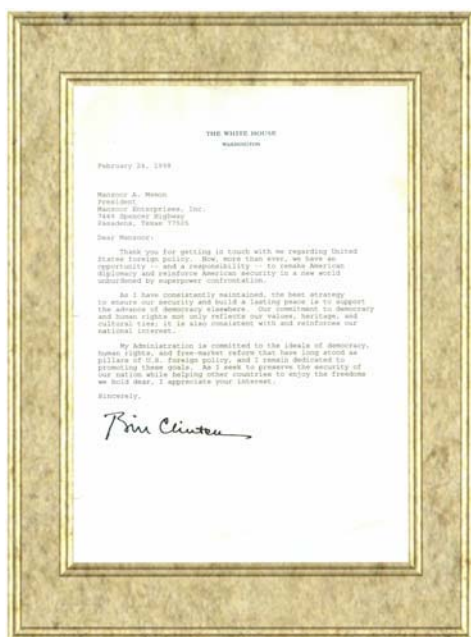 THE WHITE HOUSE
WASHINGTON
February 24, 1998
Mansoor A. Memon
President
Mansoor Enterprises, Inc.
7444 Spencer Highway
Pasadena, Texas 77505
Dear Mansoor:
Thank you for getting in touch with me regarding United
States foreign policy. Now, more than ever, we have an
opportunity -- and a responsibility -- to remake American
diplomacy and reinforce American security in a new world
unburdened by superpower confrontation.
As I have consistently maintained, the best strategy
to ensure our security and build a lasting peace is to support
the advance of democracy elsewhere. Our commitment to democracy
and human rights not only reflects our values, heritage, and
cultural ties; it is also consistent with and reinforces our
national interest.
My Administration is committed to the ideals of democracy,
human rights, and free-market reform that have long stood as
pillars of U.S. foreign policy, and I remain dedicated to
promoting these goals. As I seek to preserve the security of
our nation while helping other countries to enjoy the freedoms
we hold dear, I appreciate your interest.
Sincerely,
Bill Clinton